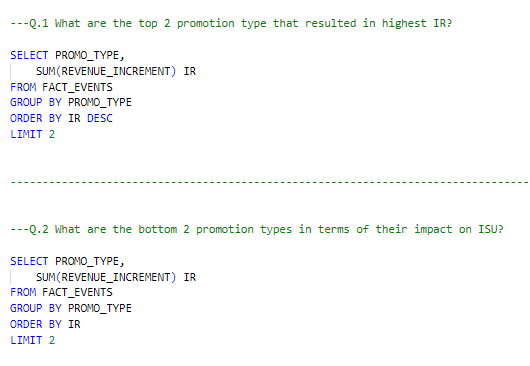 ---Q.1 What are the top 2 promotion type that resulted in highest IR?
SELECT PROMO_TYPE,
SUM(REVENUE_INCREMENT) IR
FROM FACT_EVENTS
GROUP BY PROMO_TYPE
ORDER BY IR DESC
LIMIT 2
--------------------------------------------------------------------------------
---Q.2 What are the bottom 2 promotion types in terms of their impact on ISU?
SELECT PROMO_TYPE,
SUM(REVENUE_INCREMENT) IR
FROM FACT_EVENTS
GROUP BY PROMO_TYPE
ORDER BY IR
LIMIT 2